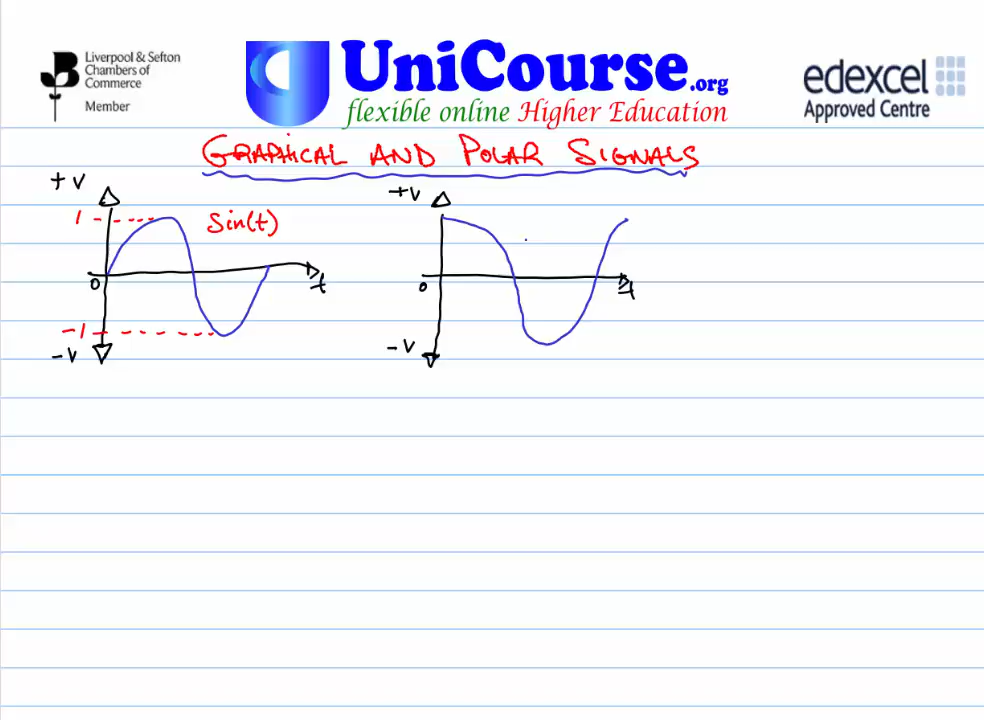 Liverpool & Sefton
Chambers of
Commerce
Member
UniCourse.org
flexible online Higher Education
edexcel
Approved Centre
GRAPHICAL AND POLAR SIGNALS
+V
1
Sin(t)
0
t
-1
-V
+V
0
t
-V